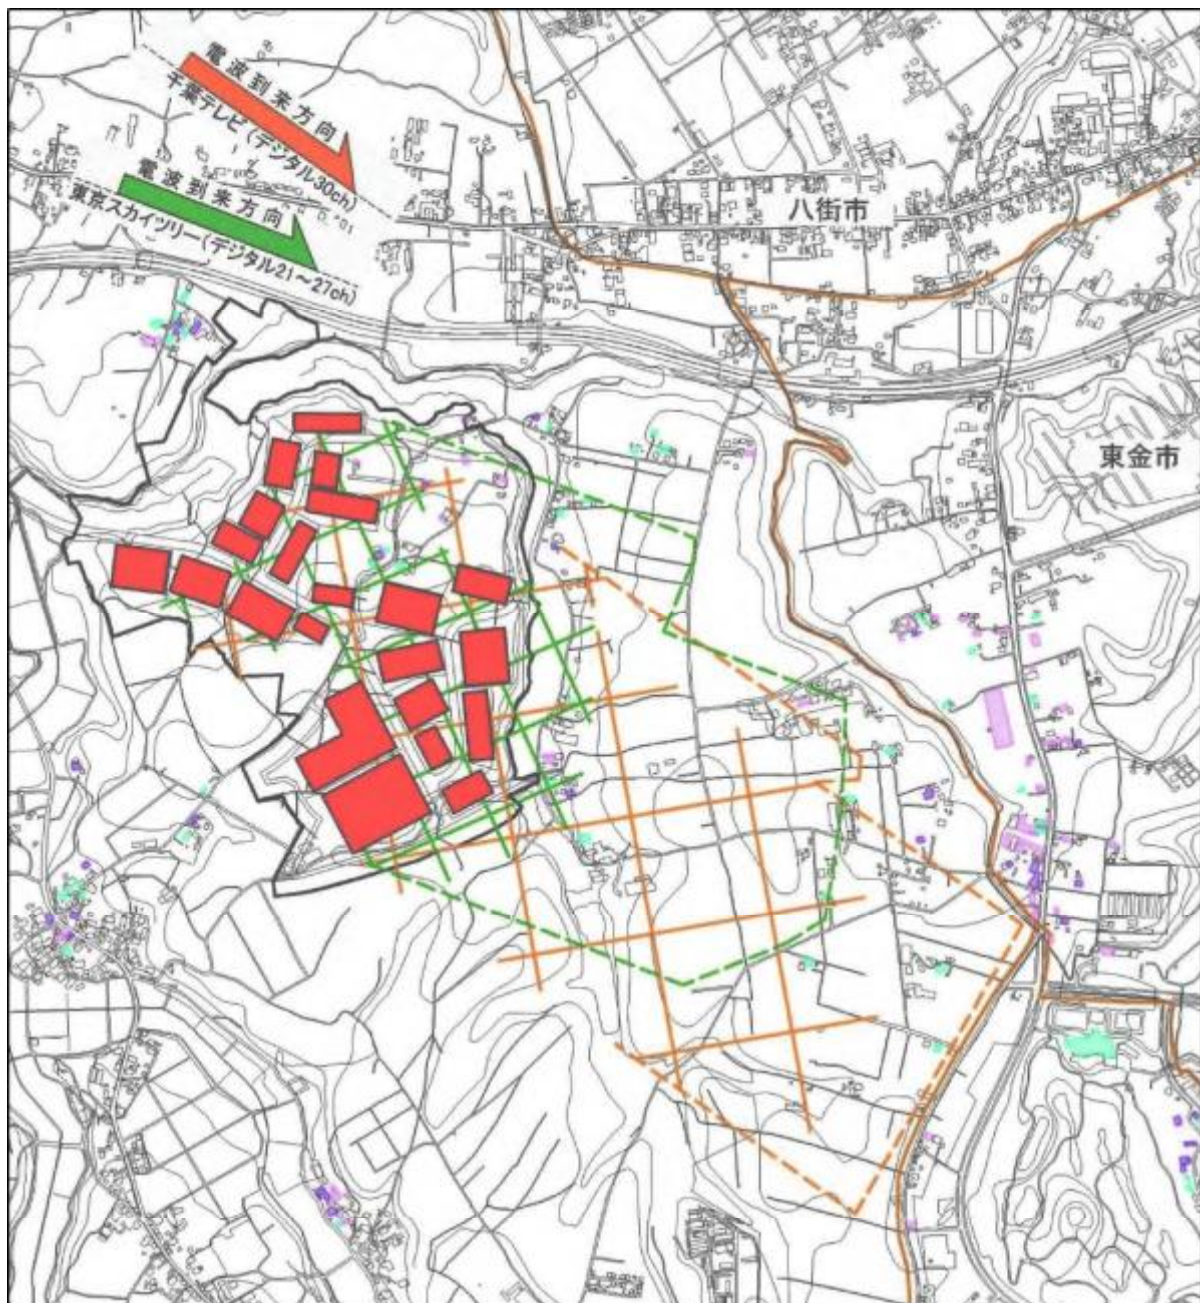 電波到来方向
千葉テレビ(デジタル30ch)
電波到来方向
東京スカイツリー(デジタル21〜27ch)
八街市
東金市